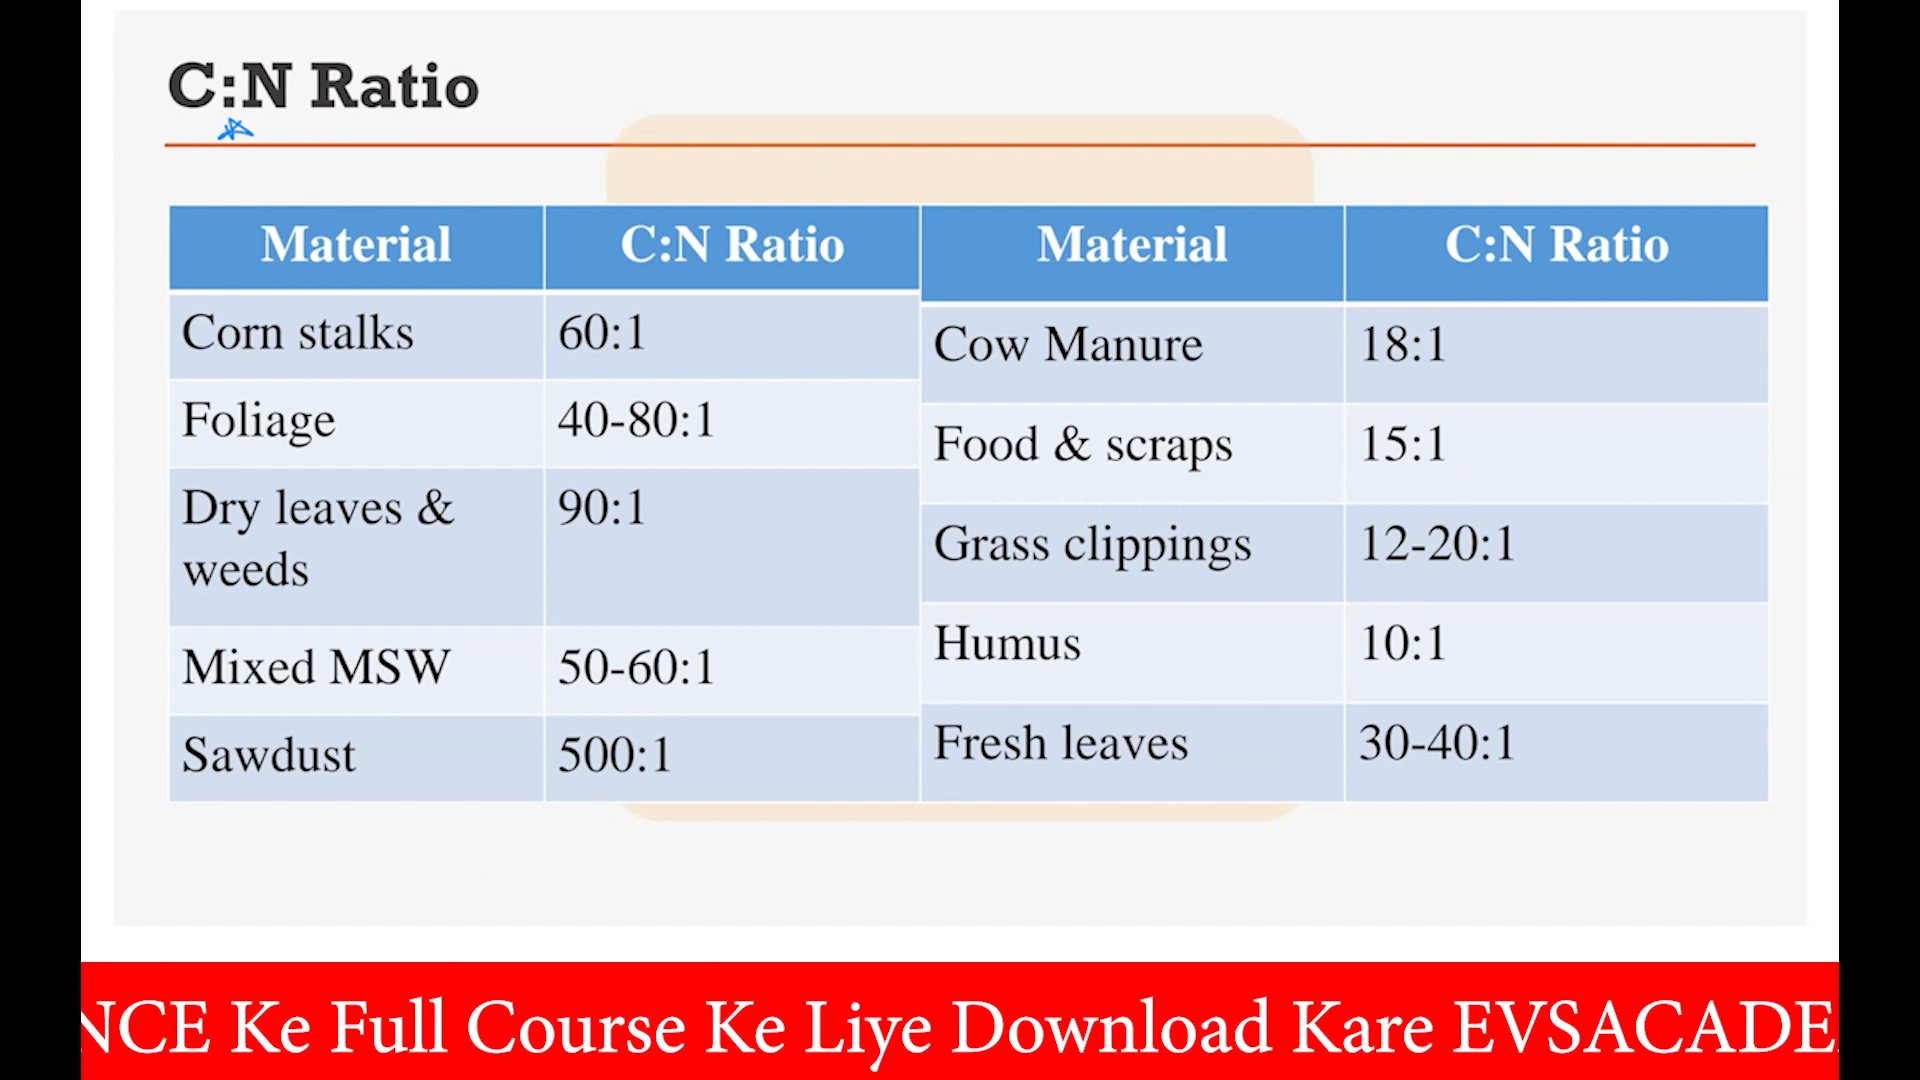 C:N Ratio
Material C:N Ratio Material C:N Ratio
Corn stalks 60:1 Cow Manure 18:1
Foliage 40-80:1 Food & scraps 15:1
Dry leaves & 90:1 Grass clippings 12-20:1
weeds
Mixed MSW 50-60:1 Humus 10:1
Sawdust 500:1 Fresh leaves 30-40:1
NCE Ke Full Course Ke Liye Download Kare EVSACADE